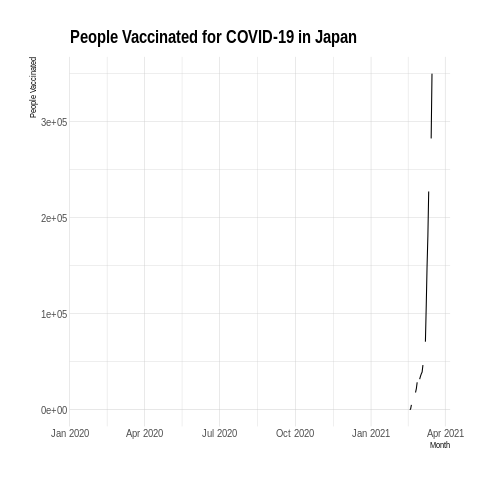 People Vaccinated for COVID-19 in Japan
People Vaccinated
3e+05
2e+05
1e+05
0e+00
Jan 2020 Apr 2020 Jul 2020 Oct 2020 Jan 2021 Apr 2021
Month